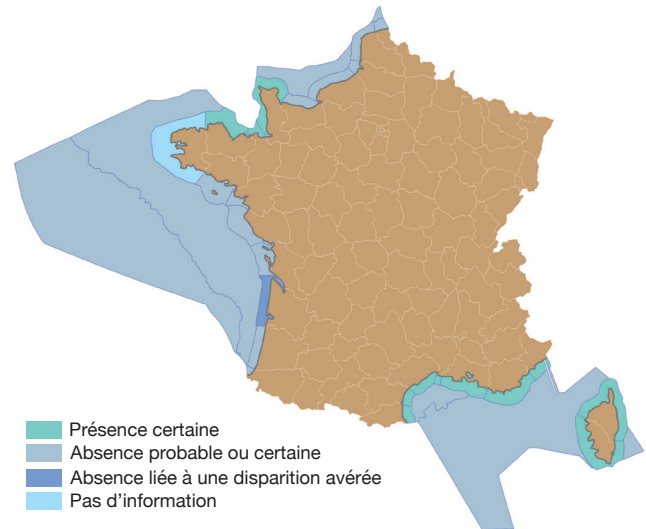 Présence certaine
Absence probable ou certaine
Absence liée à une disparition avérée
Pas d'information